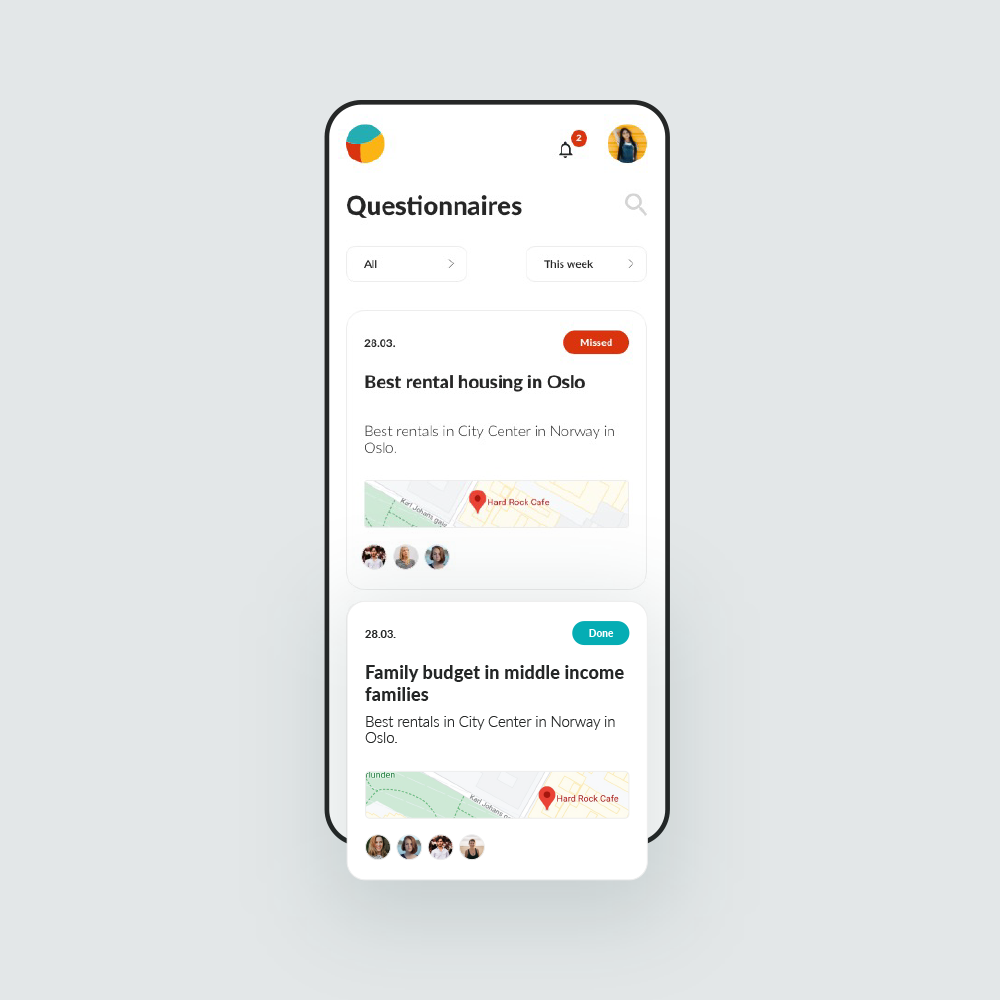 2
Questionnaires
All
This week
28.03.
Missed
Best rental housing in Oslo
Best rentals in City Center in Norway in
Oslo.
Karl Johans gate
Hard Rock Cafe
28.03.
Done
Family budget in middle income
families
Best rentals in City Center in Norway in
Oslo.
rlunden
Karl Johans ga
Hard Rock Cafe